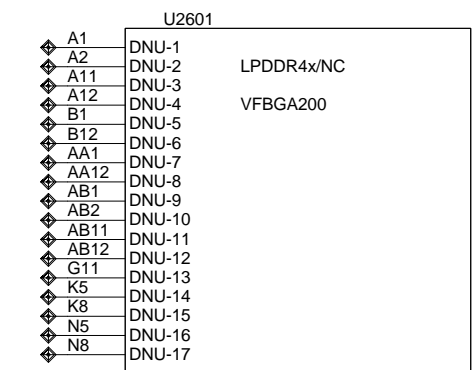 U2601
A1 DNU-1
A2 DNU-2 LPDDR4x/NC
A11 DNU-3
A12 DNU-4 VFBGA200
B1 DNU-5
B12 DNU-6
AA1 DNU-7
AA12 DNU-8
AB1 DNU-9
AB2 DNU-10
AB11 DNU-11
AB12 DNU-12
G11 DNU-13
K5 DNU-14
K8 DNU-15
N5 DNU-16
N8 DNU-17